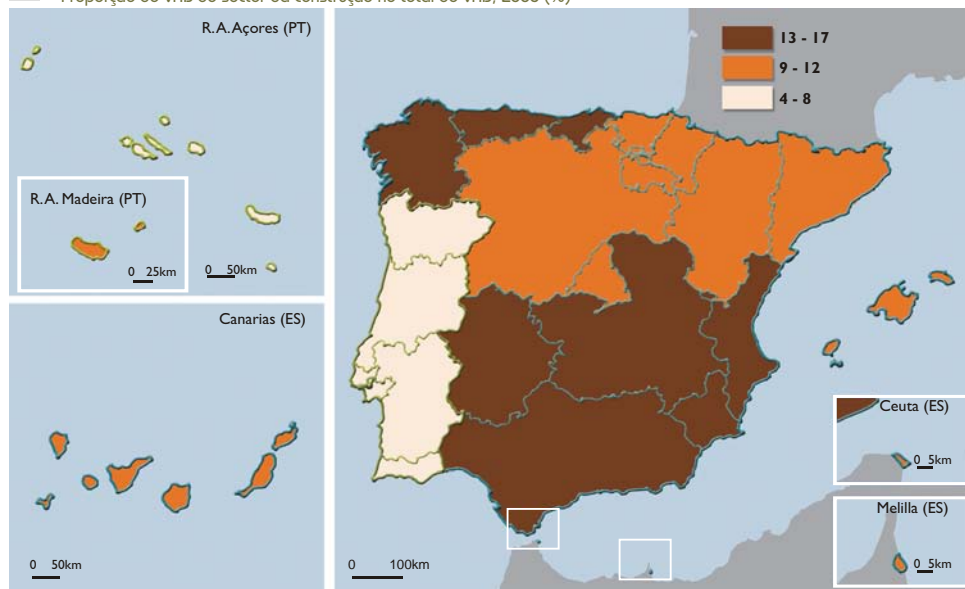 R.A.Açores (PT)
13 - 17
9 - 12
4 - 8
R.A. Madeira (PT)
0 25km
0 50km
Canarias (ES)
0 50km
0 100km
Ceuta (ES)
0 5km
Melilla (ES)
0 5km